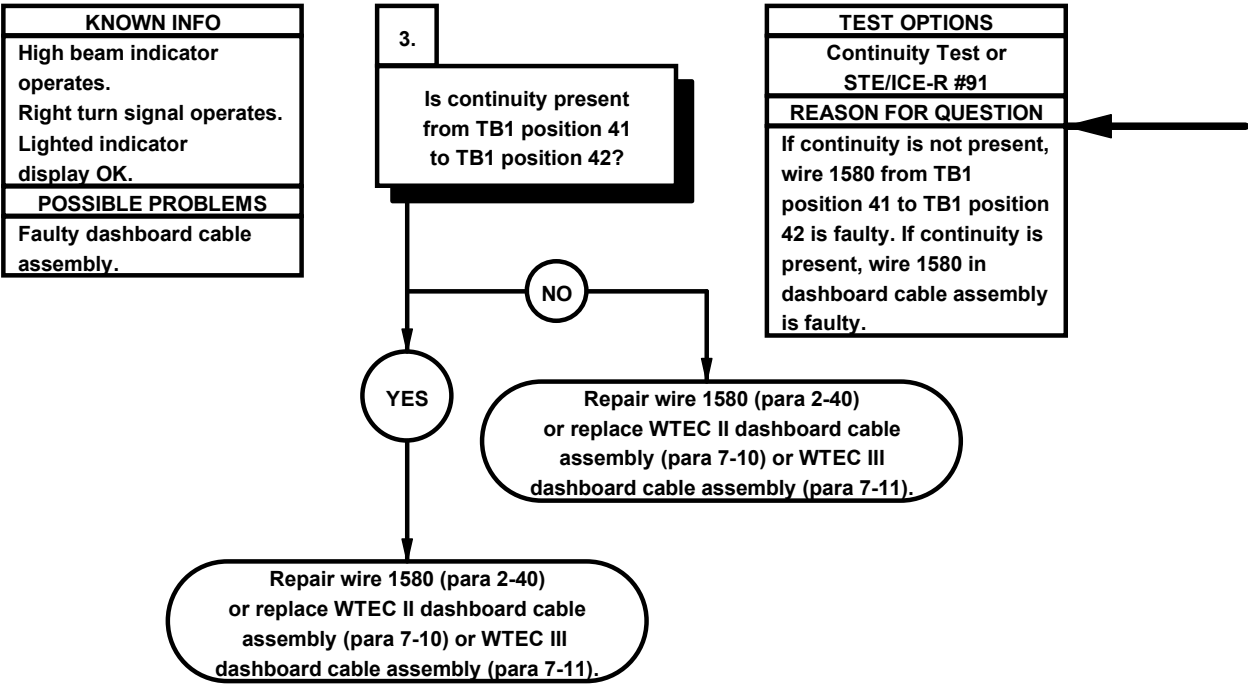 KNOWN INFO
High beam indicator
operates.
Right turn signal operates.
Lighted indicator
display OK.
POSSIBLE PROBLEMS
Faulty dashboard cable
assembly.
3.
Is continuity present
from TB1 position 41
to TB1 position 42?
TEST OPTIONS
Continuity Test or
STE/ICE-R #91
REASON FOR QUESTION
If continuity is not present,
wire 1580 from TB1
position 41 to TB1 position
42 is faulty. If continuity is
present, wire 1580 in
dashboard cable assembly
is faulty.
NO
YES
Repair wire 1580 (para 2-40)
or replace WTEC II dashboard cable
assembly (para 7-10) or WTEC III
dashboard cable assembly (para 7-11).
Repair wire 1580 (para 2-40)
or replace WTEC II dashboard cable
assembly (para 7-10) or WTEC III
dashboard cable assembly (para 7-11).